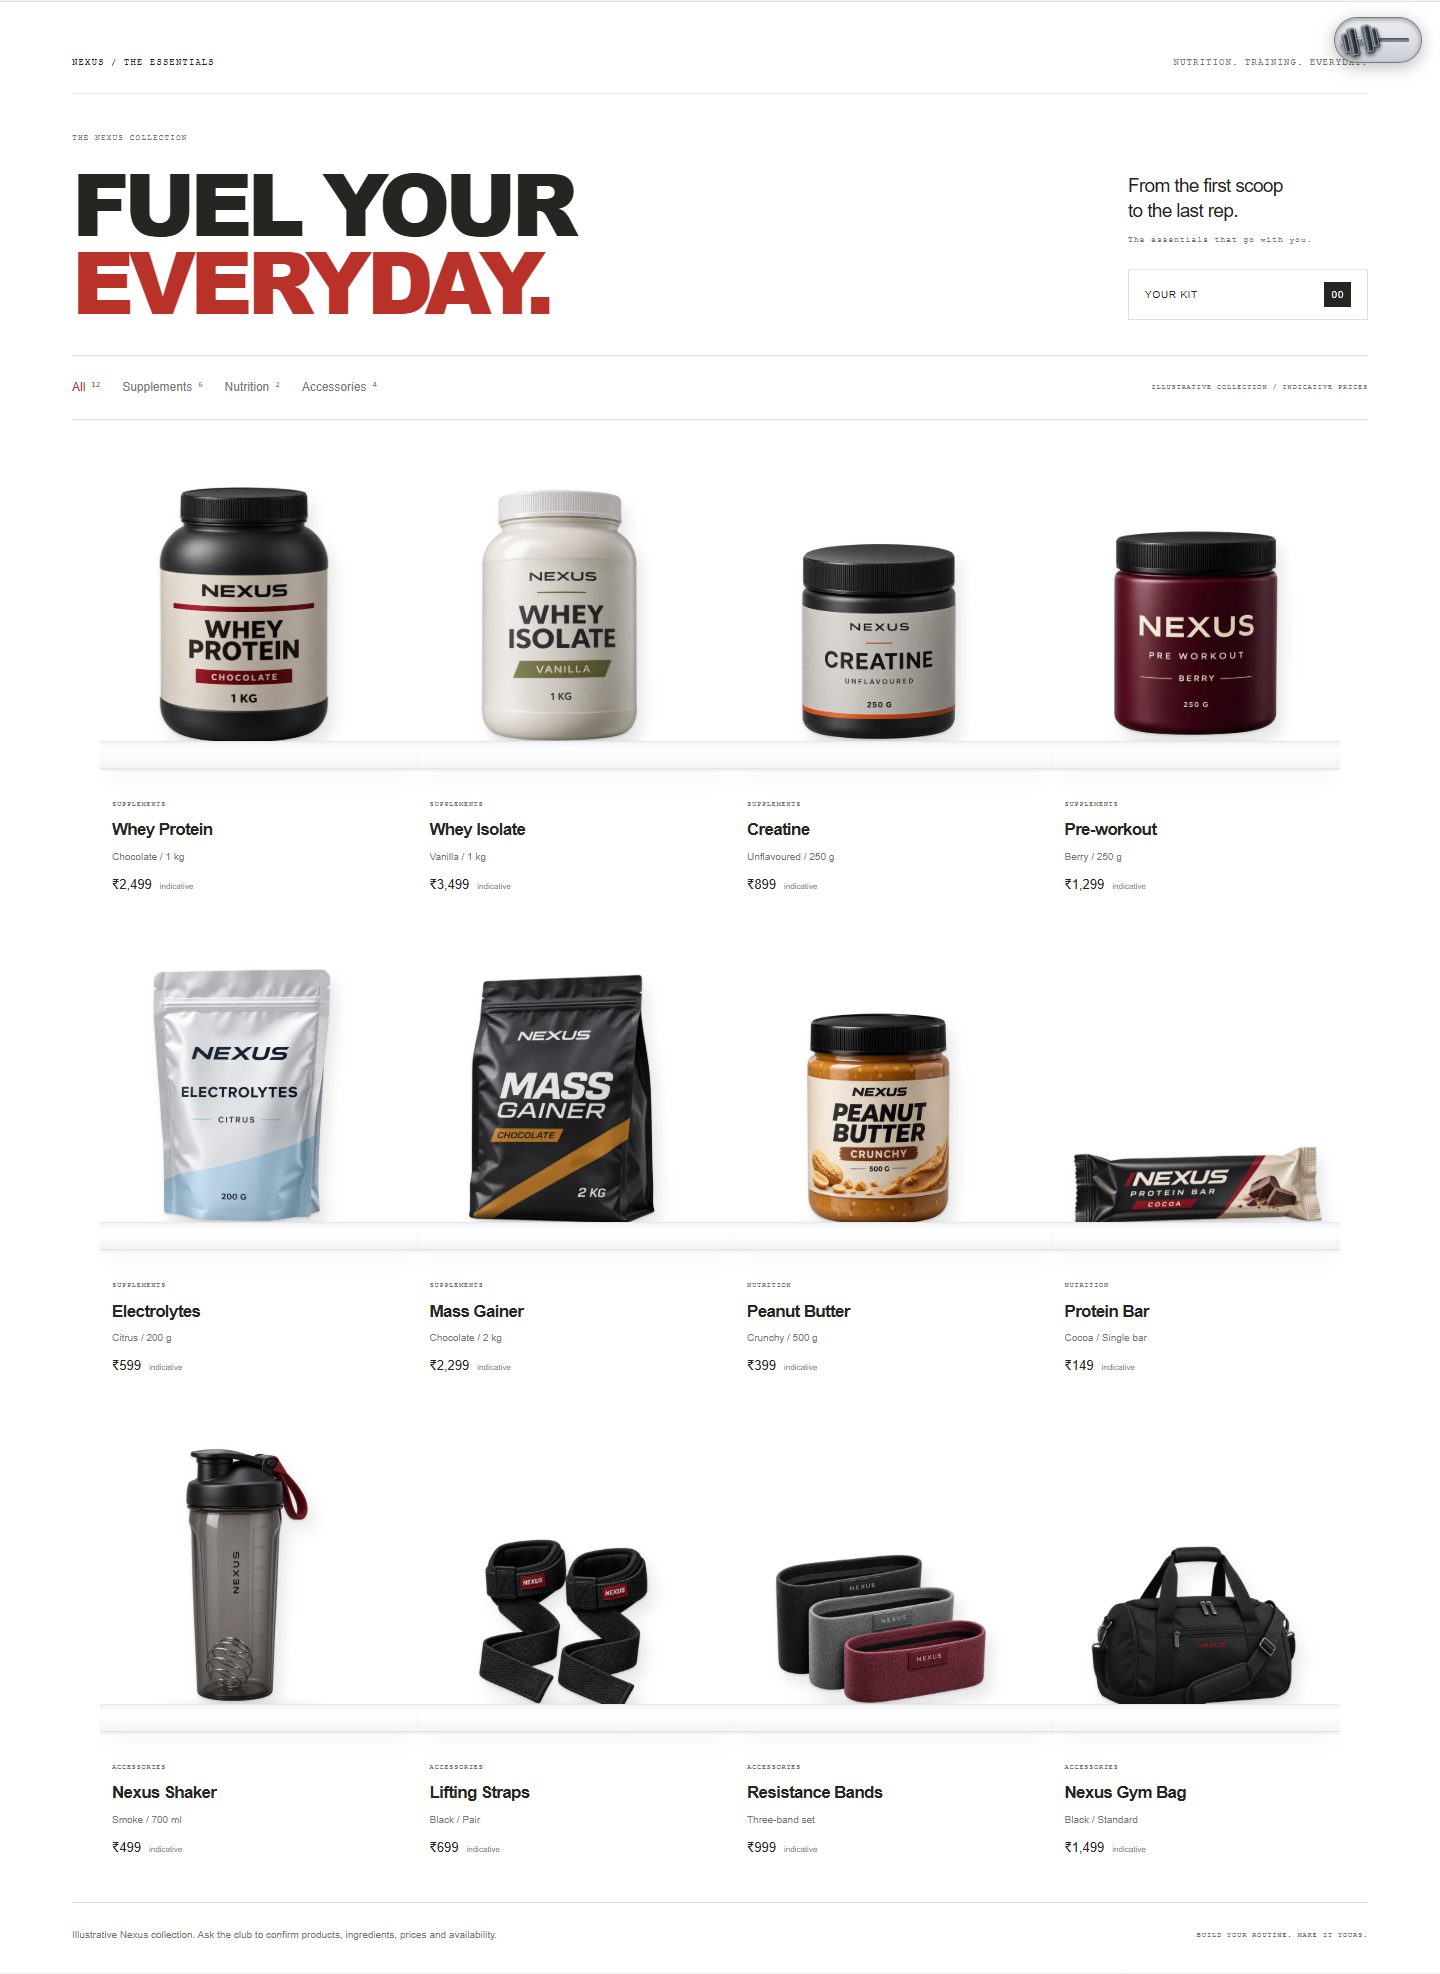 NEXUS / THE ESSENTIALS
NUTRITION. TRAINING. EVERYDAY.
THE NEXUS COLLECTION
FUEL YOUR
EVERYDAY.
From the first scoop
to the last rep.
The essentials that go with you.
YOUR KIT 00
All 12 Supplements 6 Nutrition 2 Accessories 4
ILLUSTRATIVE COLLECTION / INDICATIVE PRICES
NEXUS
WHEY
PROTEIN
CHOCOLATE
1 KG
NEXUS
WHEY
ISOLATE
VANILLA
1 KG
NEXUS
CREATINE
UNFLAVOURED
250 G
NEXUS
PRE WORKOUT
BERRY
250 G
SUPPLEMENTS
Whey Protein
Chocolate / 1 kg
₹2,499 indicative
SUPPLEMENTS
Whey Isolate
Vanilla / 1 kg
₹3,499 indicative
SUPPLEMENTS
Creatine
Unflavoured / 250 g
₹899 indicative
SUPPLEMENTS
Pre-workout
Berry / 250 g
₹1,299 indicative
NEXUS
ELECTROLYTES
CITRUS
200 G
NEXUS
MASS
GAINER
CHOCOLATE
2 KG
NEXUS
PEANUT
BUTTER
CRUNCHY
500 G
NEXUS
PROTEIN BAR
COCOA
SUPPLEMENTS
Electrolytes
Citrus / 200 g
₹599 indicative
SUPPLEMENTS
Mass Gainer
Chocolate / 2 kg
₹2,299 indicative
NUTRITION
Peanut Butter
Crunchy / 500 g
₹399 indicative
NUTRITION
Protein Bar
Cocoa / Single bar
₹149 indicative
NEXUS
NEXUS
NEXUS
NEXUS
NEXUS
NEXUS
NEXUS
ACCESSORIES
Nexus Shaker
Smoke / 700 ml
₹499 indicative
ACCESSORIES
Lifting Straps
Black / Pair
₹699 indicative
ACCESSORIES
Resistance Bands
Three-band set
₹999 indicative
ACCESSORIES
Nexus Gym Bag
Black / Standard
₹1,499 indicative
Illustrative Nexus collection. Ask the club to confirm products, ingredients, prices and availability.
BUILD YOUR ROUTINE. MAKE IT YOURS.